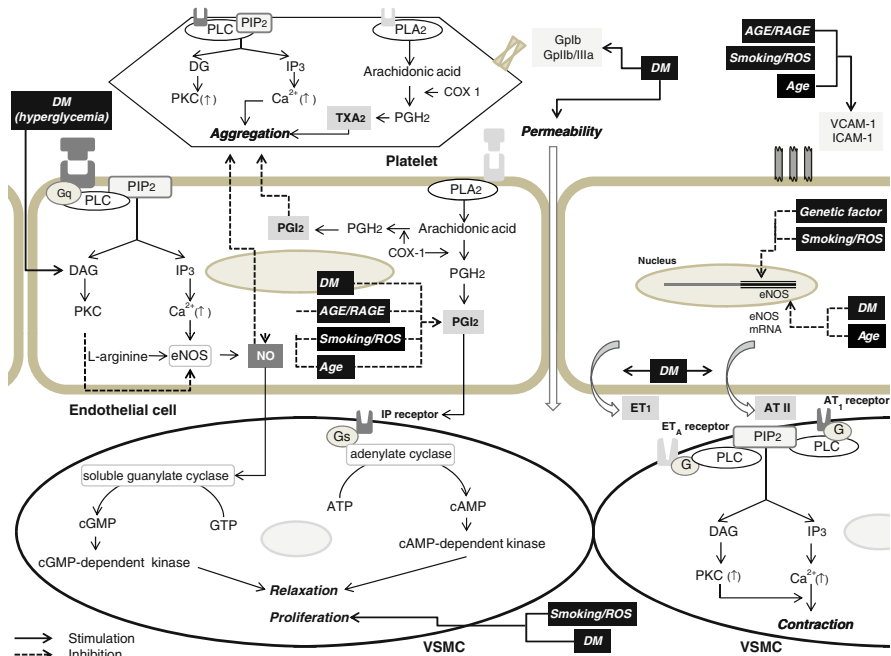 PLC
PIP2
PLA2
DG
IP3
PKC(↑)
Ca2+(↑)
Arachidonic acid
COX 1
TXA2
PGH2
Aggregation
Platelet
GpIb
GpIIb/IIIa
DM
Permeability
AGE/RAGE
Smoking/ROS
Age
VCAM-1
ICAM-1
DM
(hyperglycemia)
Gq
PLC
PIP2
DAG
IP3
PKC
Ca2+(↑)
L-arginine
eNOS
NO
PLA2
PGI2
PGH2
Arachidonic acid
COX-1
PGH2
PGI2
DM
AGE/RAGE
Smoking/ROS
Age
Endothelial cell
Genetic factor
Smoking/ROS
Nucleus
eNOS
eNOS
mRNA
DM
Age
DM
ET1
AT II
AT1 receptor
ETA receptor
IP receptor
Gs
adenylate cyclase
soluble guanylate cyclase
ATP
cAMP
cGMP
GTP
cAMP-dependent kinase
cGMP-dependent kinase
Relaxation
Proliferation
Smoking/ROS
DM
VSMC
G
PLC
PIP2
PLC
G
DAG
IP3
PKC (↑)
Ca2+(↑)
Contraction
VSMC
Stimulation
Inhibition